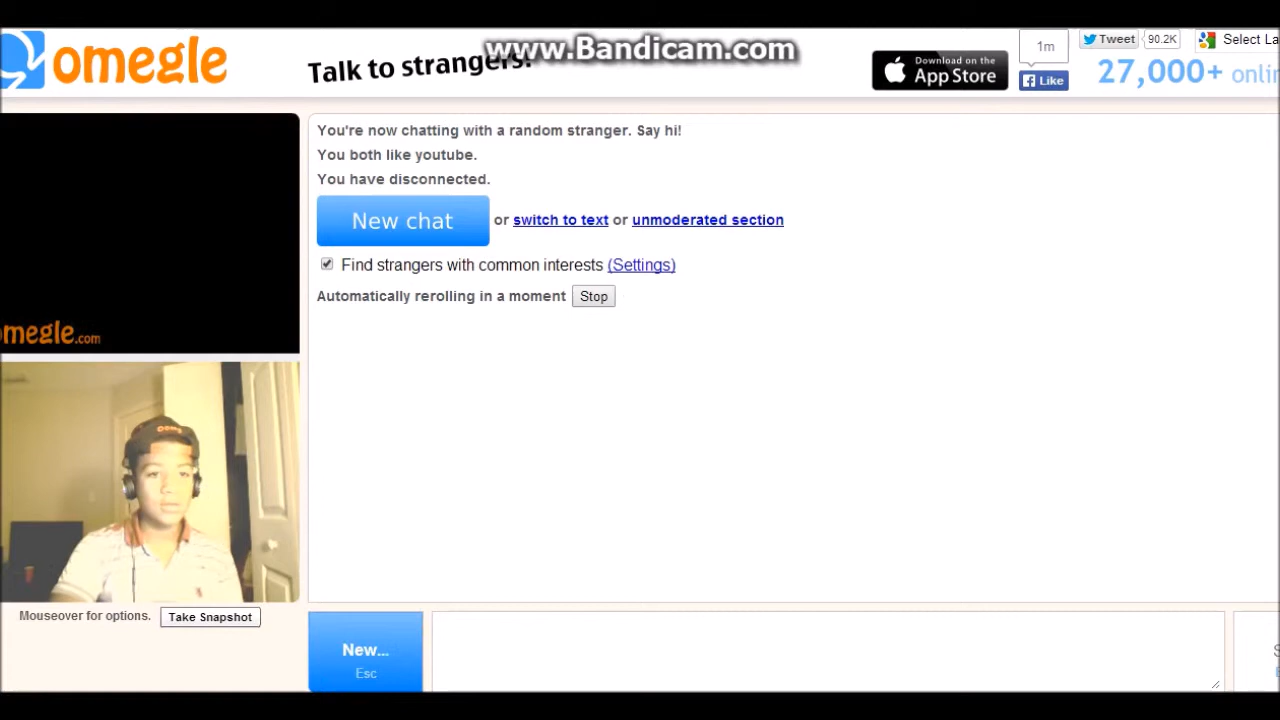 www.Bandicam.com
omegle
Talk to strangers!
Download on the
App Store
1m
Like
Tweet
90.2K
Select La
27,000+ onlin
You're now chatting with a random stranger. Say hi!
You both like youtube.
You have disconnected.
New chat or switch to text or unmoderated section
Find strangers with common interests (Settings)
Automatically rerolling in a moment Stop
omegle.com
Mouseover for options. Take Snapshot
New...
Esc